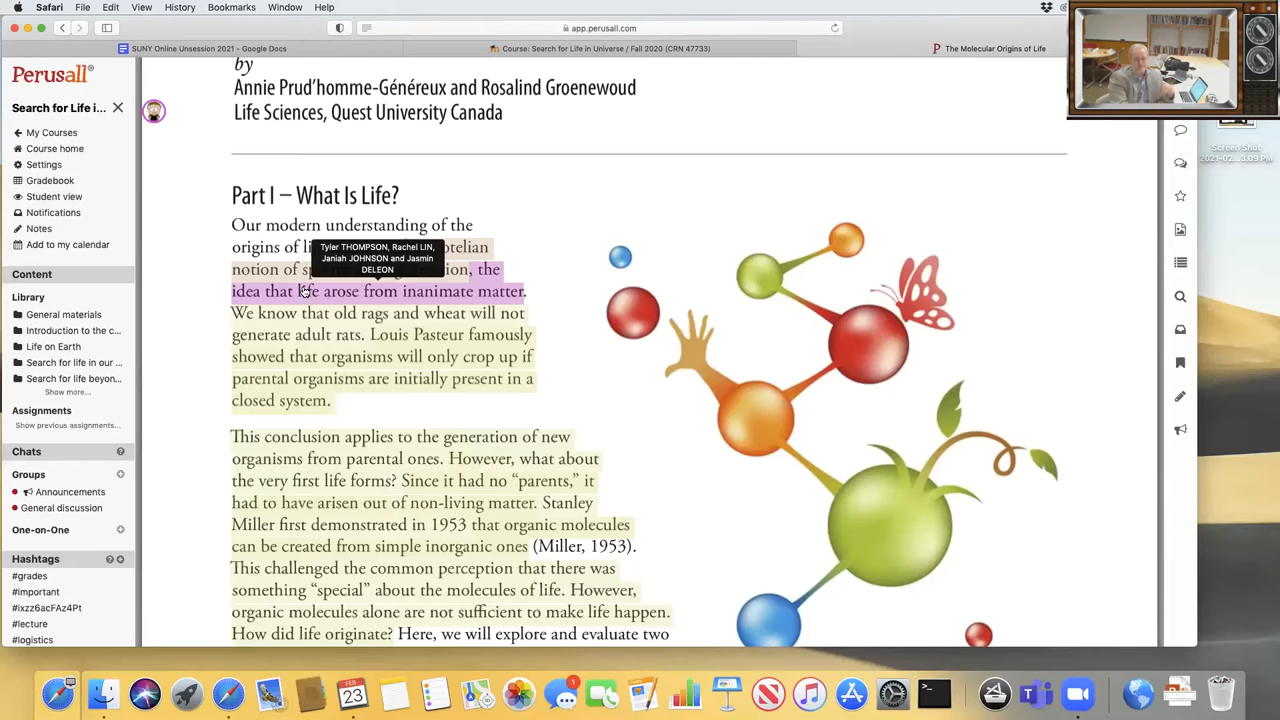 Safari File Edit View History Bookmarks Window Help
app.perusall.com
SUNY Online Unsession 2021 - Google Docs
Course: Search for Life in Universe / Fall 2020 (CRN 47733)
The Molecular Origins of Life
Perusall®
Search for Life i...
My Courses
Course home
Settings
Gradebook
Student view
Notifications
Notes
Add to my calendar
Content
Library
General materials
Introduction to the c...
Life on Earth
Search for life in our ...
Search for life beyon...
Show more...
Assignments
Show previous assignments...
Chats
Groups
Announcements
General discussion
One-on-One
Hashtags
#grades
#important
#ixzz6acFAz4Pt
#lecture
#logistics
by
Annie Prud'homme-Généreux and Rosalind Groenewoud
Life Sciences, Quest University Canada
Part I – What Is Life?
Our modern understanding of the
origins of li
otelian
notion of sp
ion, the
idea that life arose from inanimate matter.
We know that old rags and wheat will not
generate adult rats. Louis Pasteur famously
showed that organisms will only crop up if
parental organisms are initially present in a
closed system.
Tyler THOMPSON, Rachel LIN,
Janiah JOHNSON and Jasmin
DELEON
This conclusion applies to the generation of new
organisms from parental ones. However, what about
the very first life forms? Since it had no “parents,” it
had to have arisen out of non-living matter. Stanley
Miller first demonstrated in 1953 that organic molecules
can be created from simple inorganic ones (Miller, 1953).
This challenged the common perception that there was
something “special” about the molecules of life. However,
organic molecules alone are not sufficient to make life happen.
How did life originate? Here, we will explore and evaluate two
Screen Shot
FEB
23
1